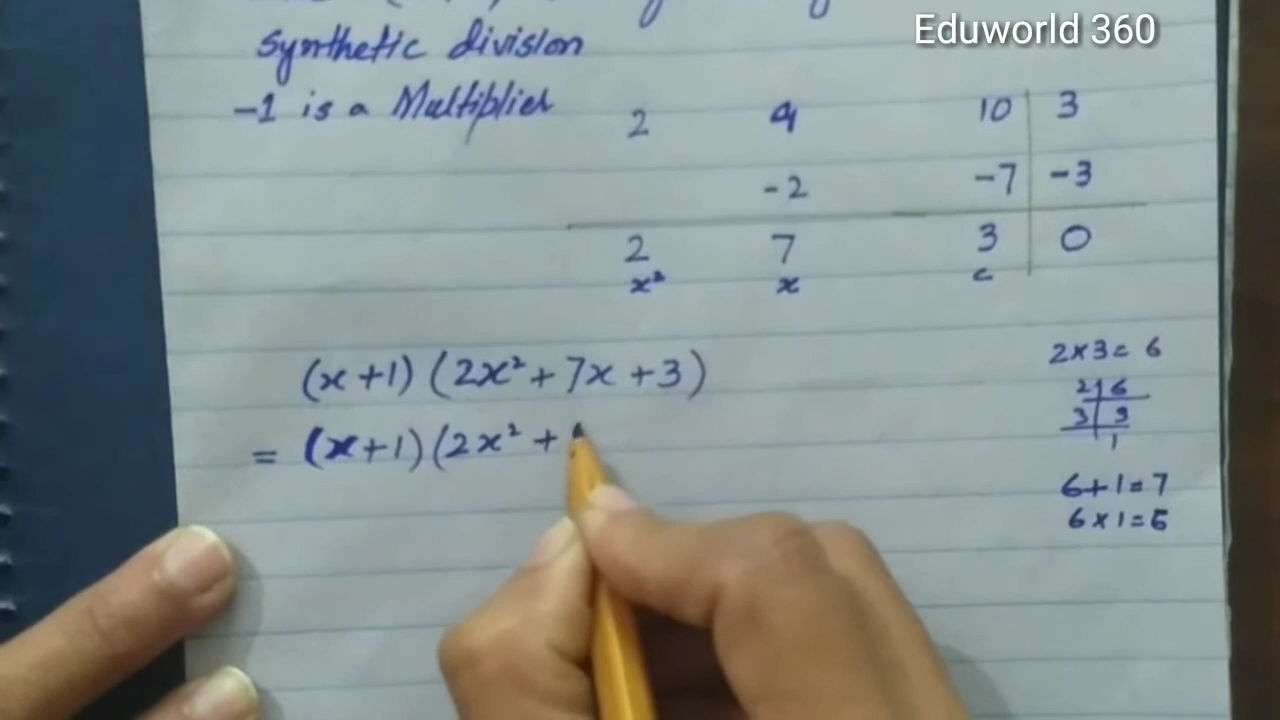 Eduworld 360
synthetic division
-1 is a Multiplier
2 9 10 3
-2 -7 -3
2 7 3 0
x² x c
(x+1) (2x² + 7x +3)
= (x+1) (2x² +
2×3= 6
2 6
3 3
1
6+1=7
6×1=6